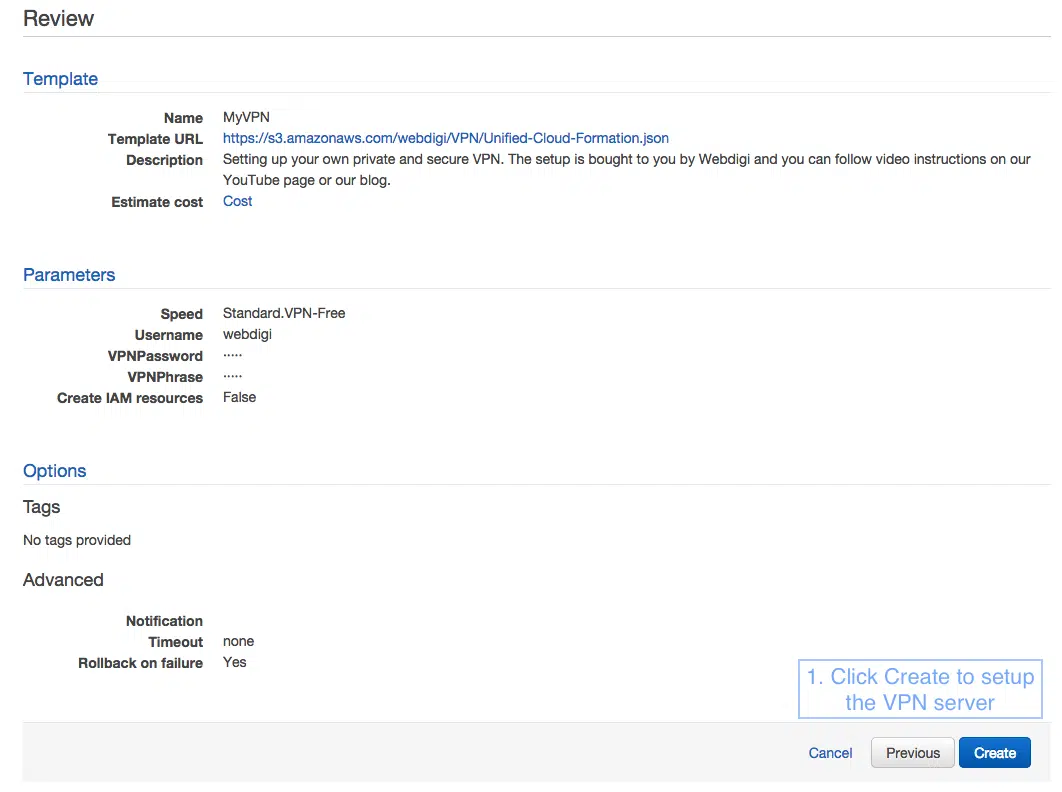 Review
Template
Name MyVPN
Template URL https://s3.amazonaws.com/webdigi/VPN/Unified-Cloud-Formation.json
Description Setting up your own private and secure VPN. The setup is bought to you by Webdigi and you can follow video instructions on our
YouTube page or our blog.
Estimate cost Cost
Parameters
Speed Standard.VPN-Free
Username webdigi
VPNPassword ·····
VPNPhrase ·····
Create IAM resources False
Options
Tags
No tags provided
Advanced
Notification
Timeout none
Rollback on failure Yes
1. Click Create to setup
the VPN server
Cancel Previous Create